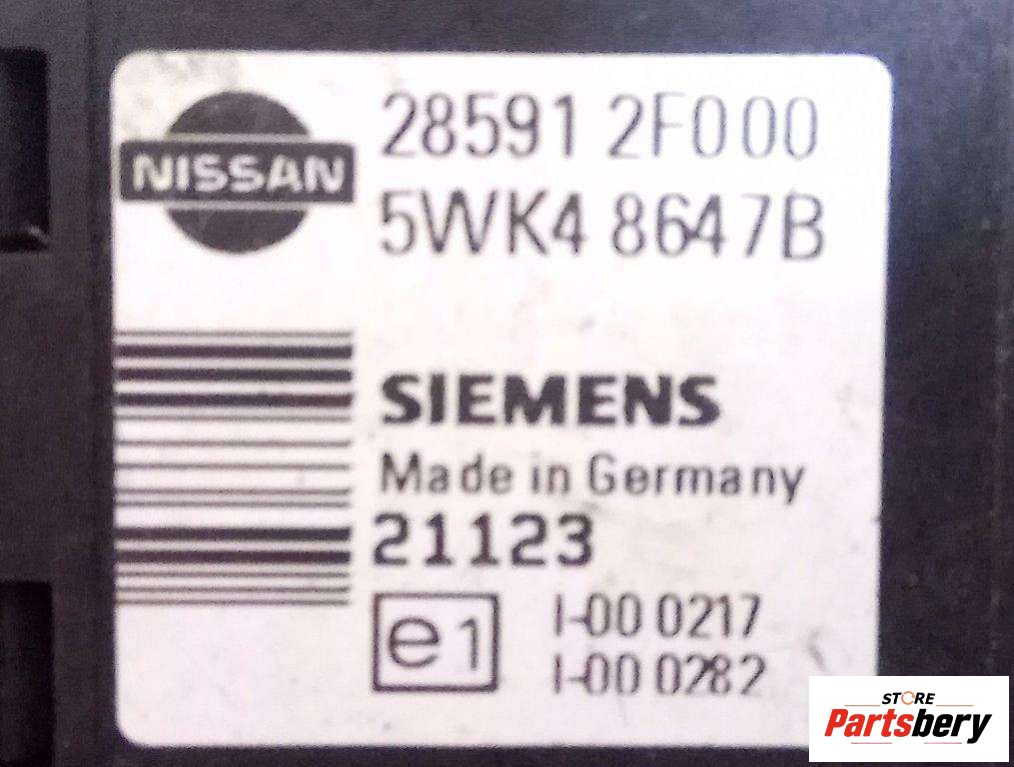 NISSAN
28591 2F000
5WK4 8647B
SIEMENS
Made in Germany
21123
e1
I-00 0217
I-00 0282
STORE
Partsbery